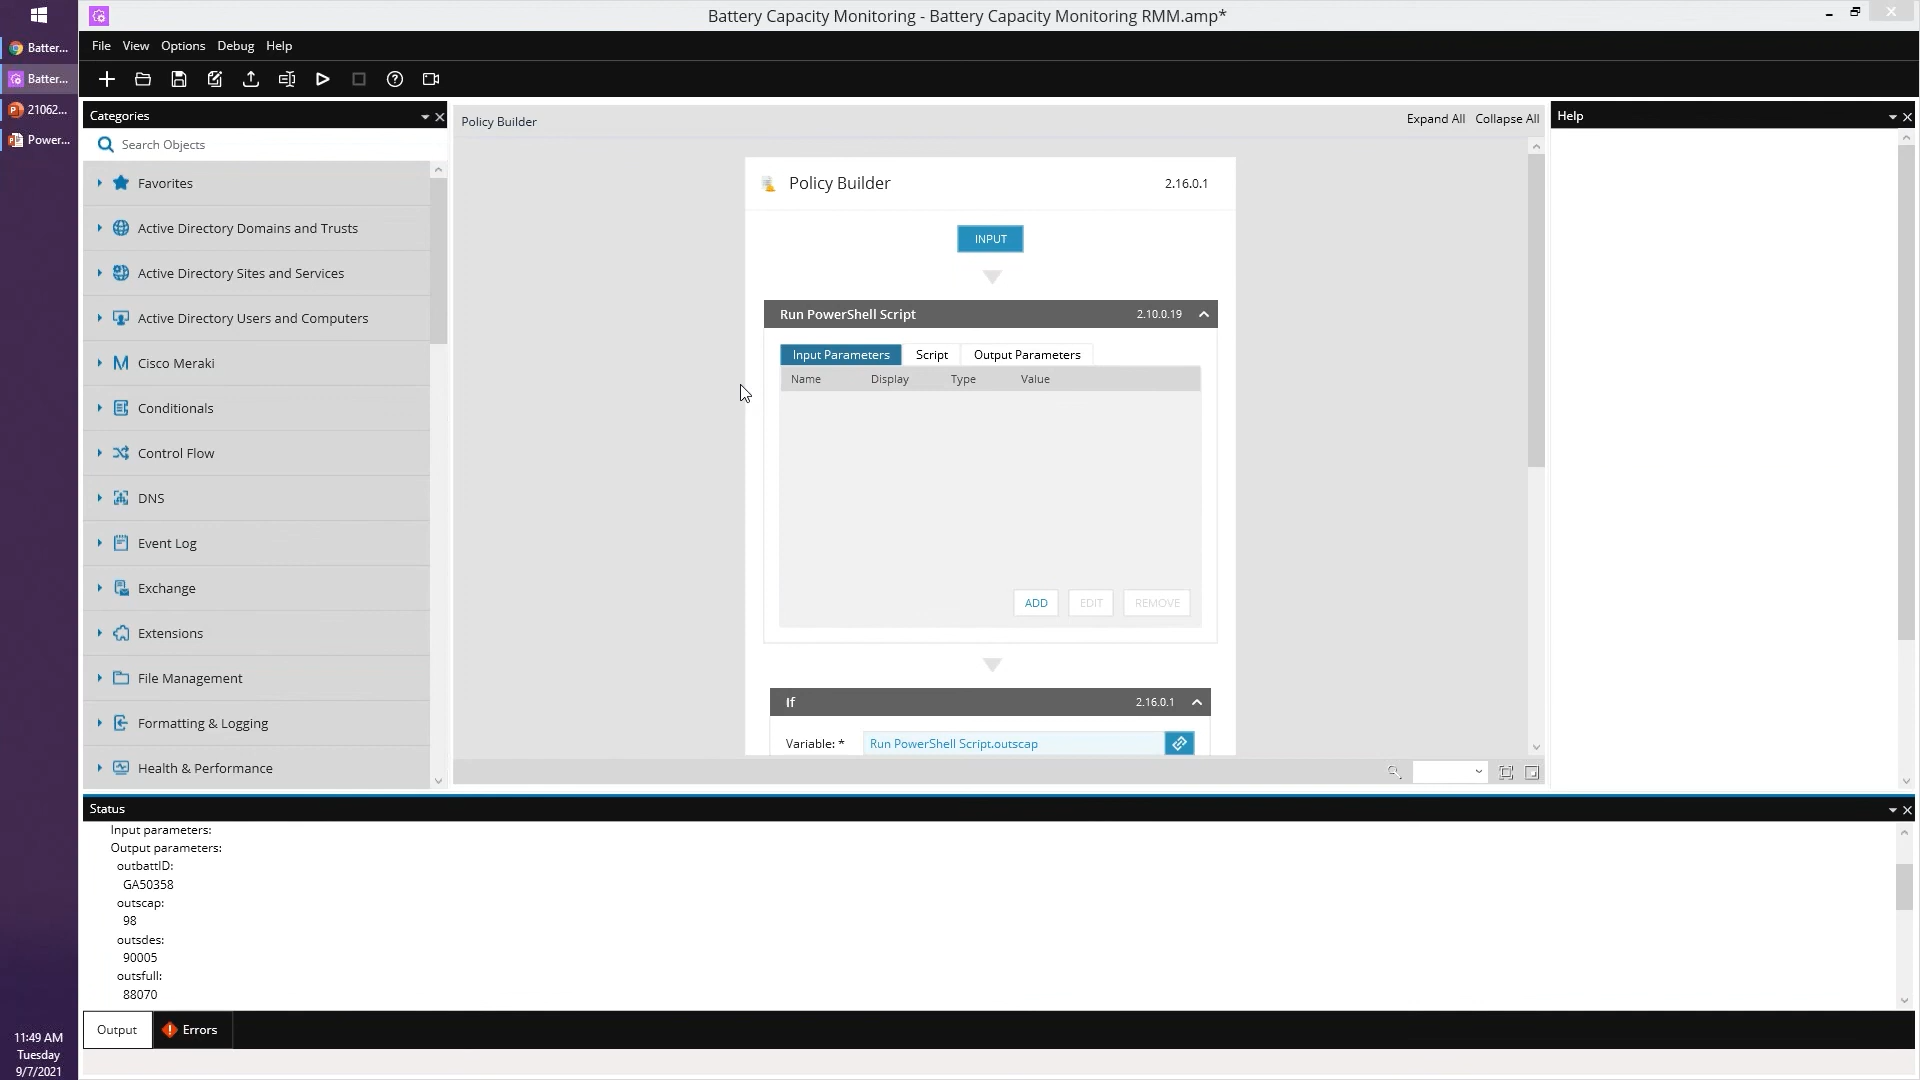 Battery Capacity Monitoring - Battery Capacity Monitoring RMM.amp*
Batter...
Batter...
21062...
Power...
File View Options Debug Help
Categories
Search Objects
Favorites
Active Directory Domains and Trusts
Active Directory Sites and Services
Active Directory Users and Computers
Cisco Meraki
Conditionals
Control Flow
DNS
Event Log
Exchange
Extensions
File Management
Formatting & Logging
Health & Performance
Policy Builder
Expand All Collapse All
Policy Builder 2.16.0.1
INPUT
Run PowerShell Script 2.10.0.19
Input Parameters Script Output Parameters
Name Display Type Value
ADD EDIT REMOVE
If 2.16.0.1
Variable: * Run PowerShell Script.outscap
Help
Status
Input parameters:
Output parameters:
outbattID:
GA50358
outscap:
98
outsdes:
90005
outsfull:
88070
Output Errors
11:49 AM
Tuesday
9/7/2021